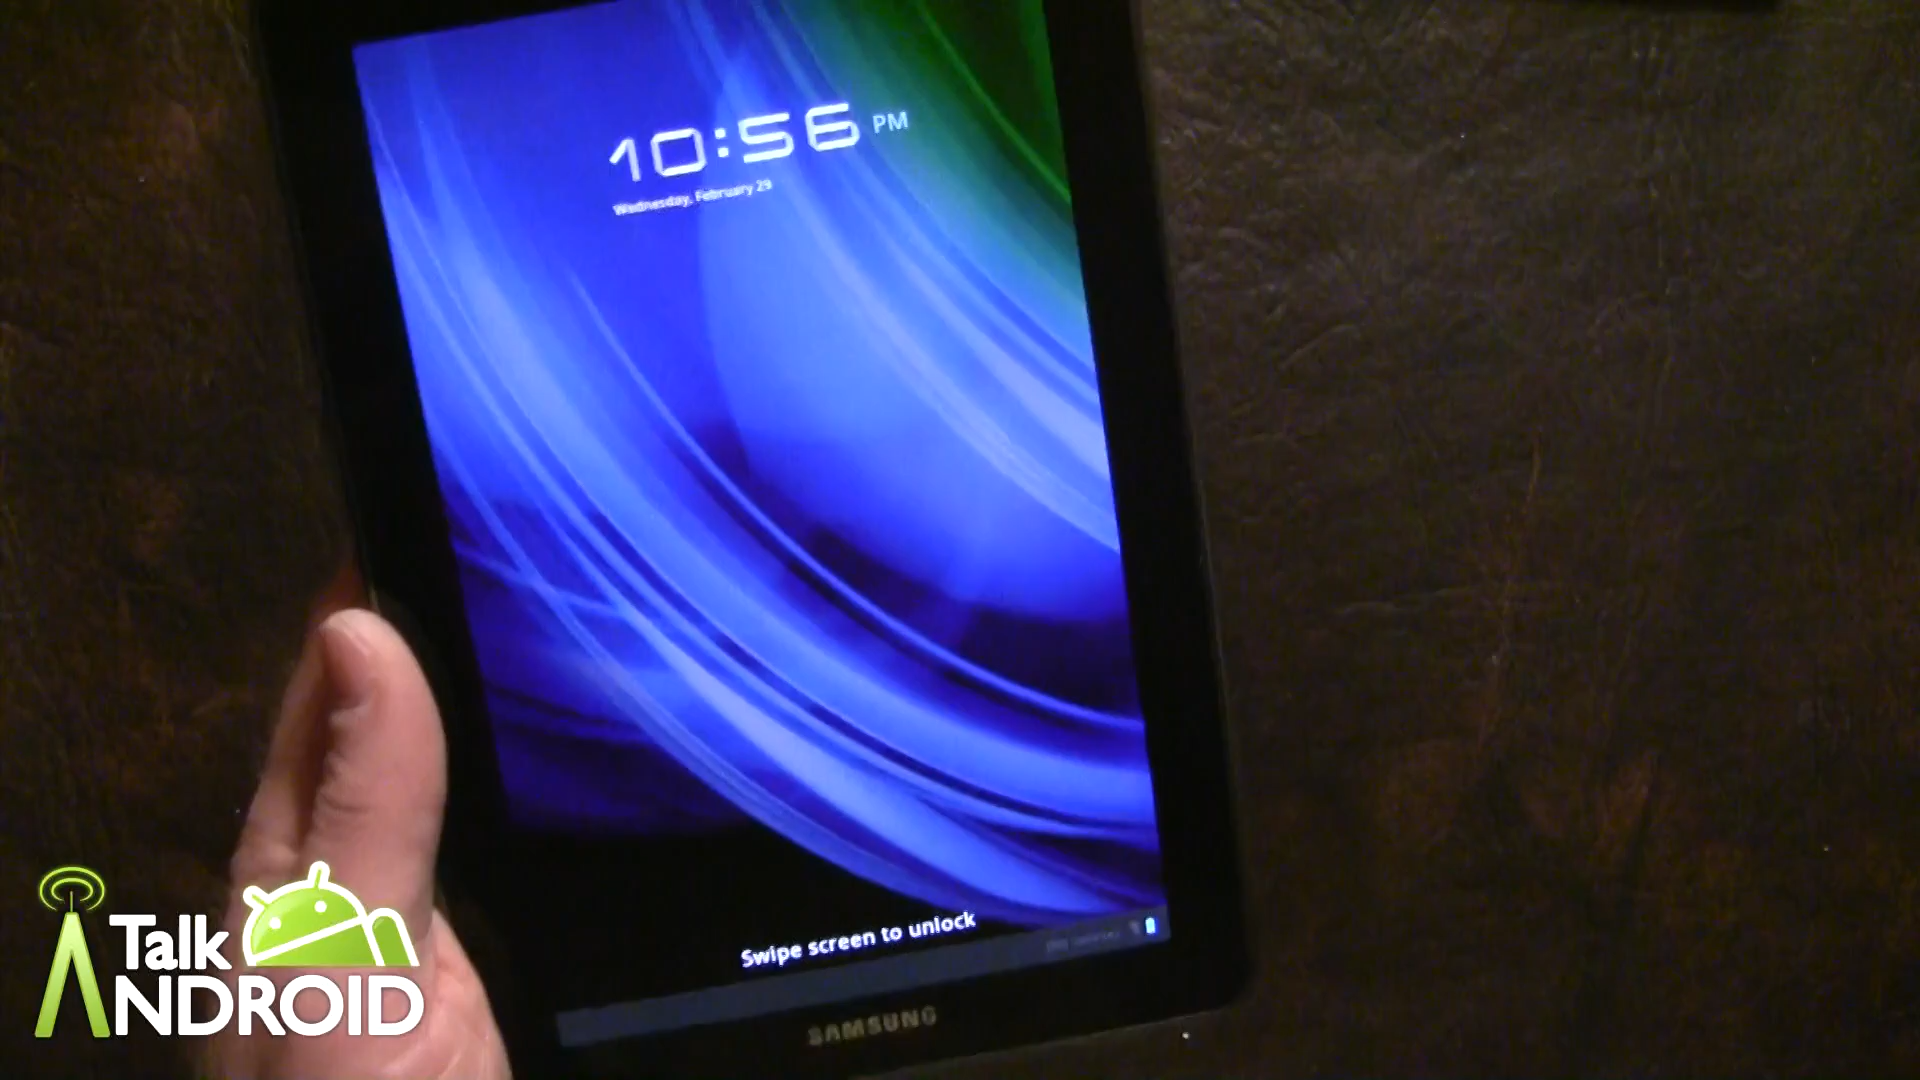 10:56 PM
Wednesday, February 29
Swipe screen to unlock
SAMSUNG
Talk
ANDROID